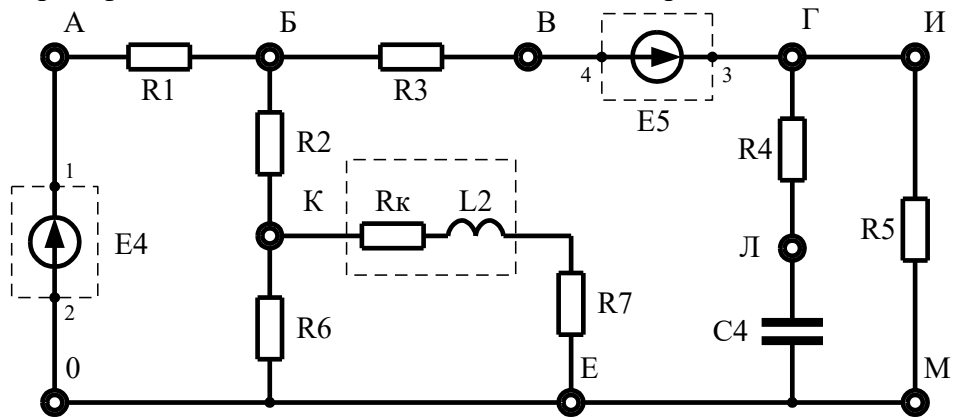 А Б В Г И
R1 R3 4 3
E5
R2 R4
1 К Rк L2
E4 Л R5
2 R6 R7 C4
0 Е М